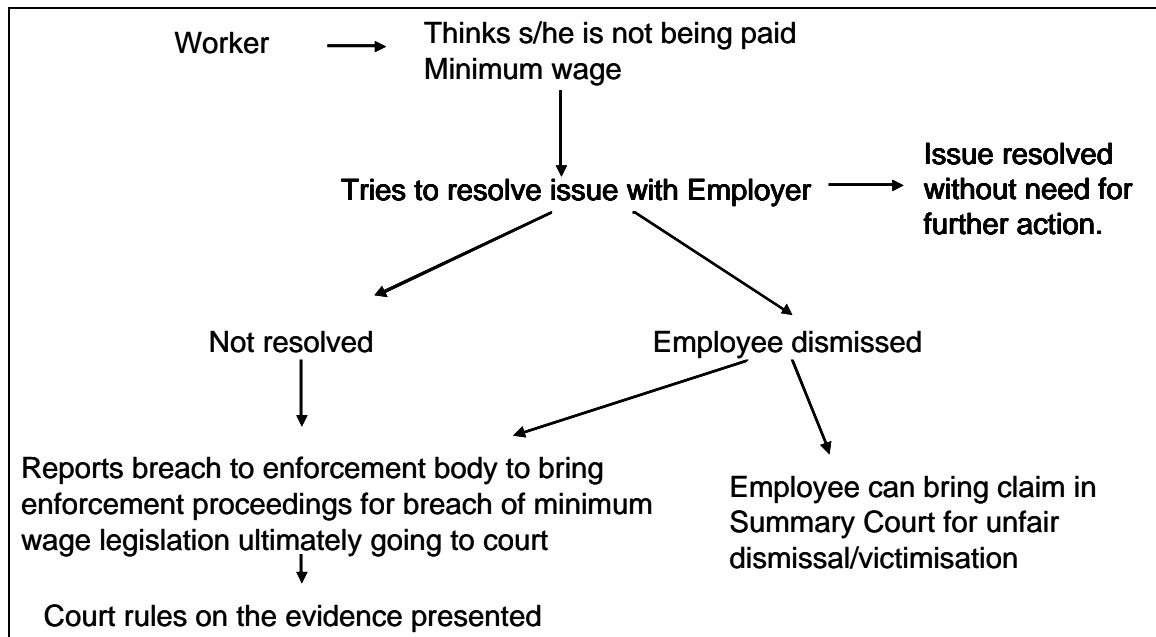 Worker
Thinks s/he is not being paid
Minimum wage
Tries to resolve issue with Employer
Issue resolved
without need for
further action.
Not resolved
Employee dismissed
Reports breach to enforcement body to bring
enforcement proceedings for breach of minimum
wage legislation ultimately going to court
Employee can bring claim in
Summary Court for unfair
dismissal/victimisation
Court rules on the evidence presented